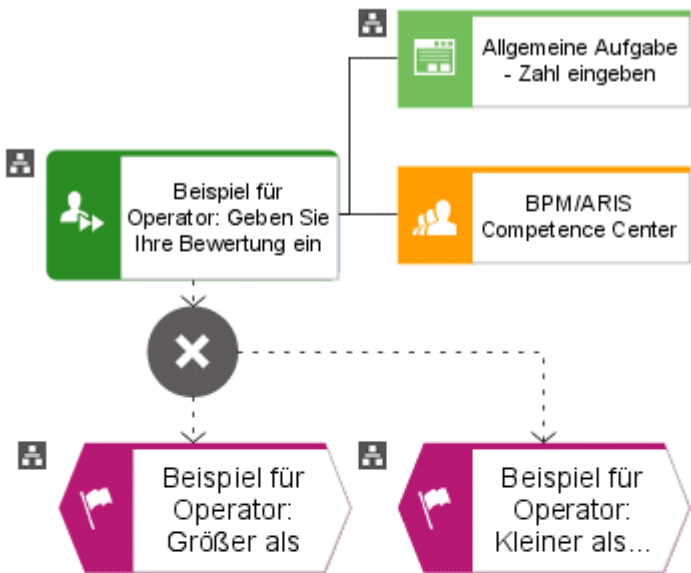 Allgemeine Aufgabe
- Zahl eingeben
Beispiel für
Operator: Geben Sie
Ihre Bewertung ein
BPM/ARIS
Competence Center
Beispiel für
Operator:
Größer als
Beispiel für
Operator:
Kleiner als...